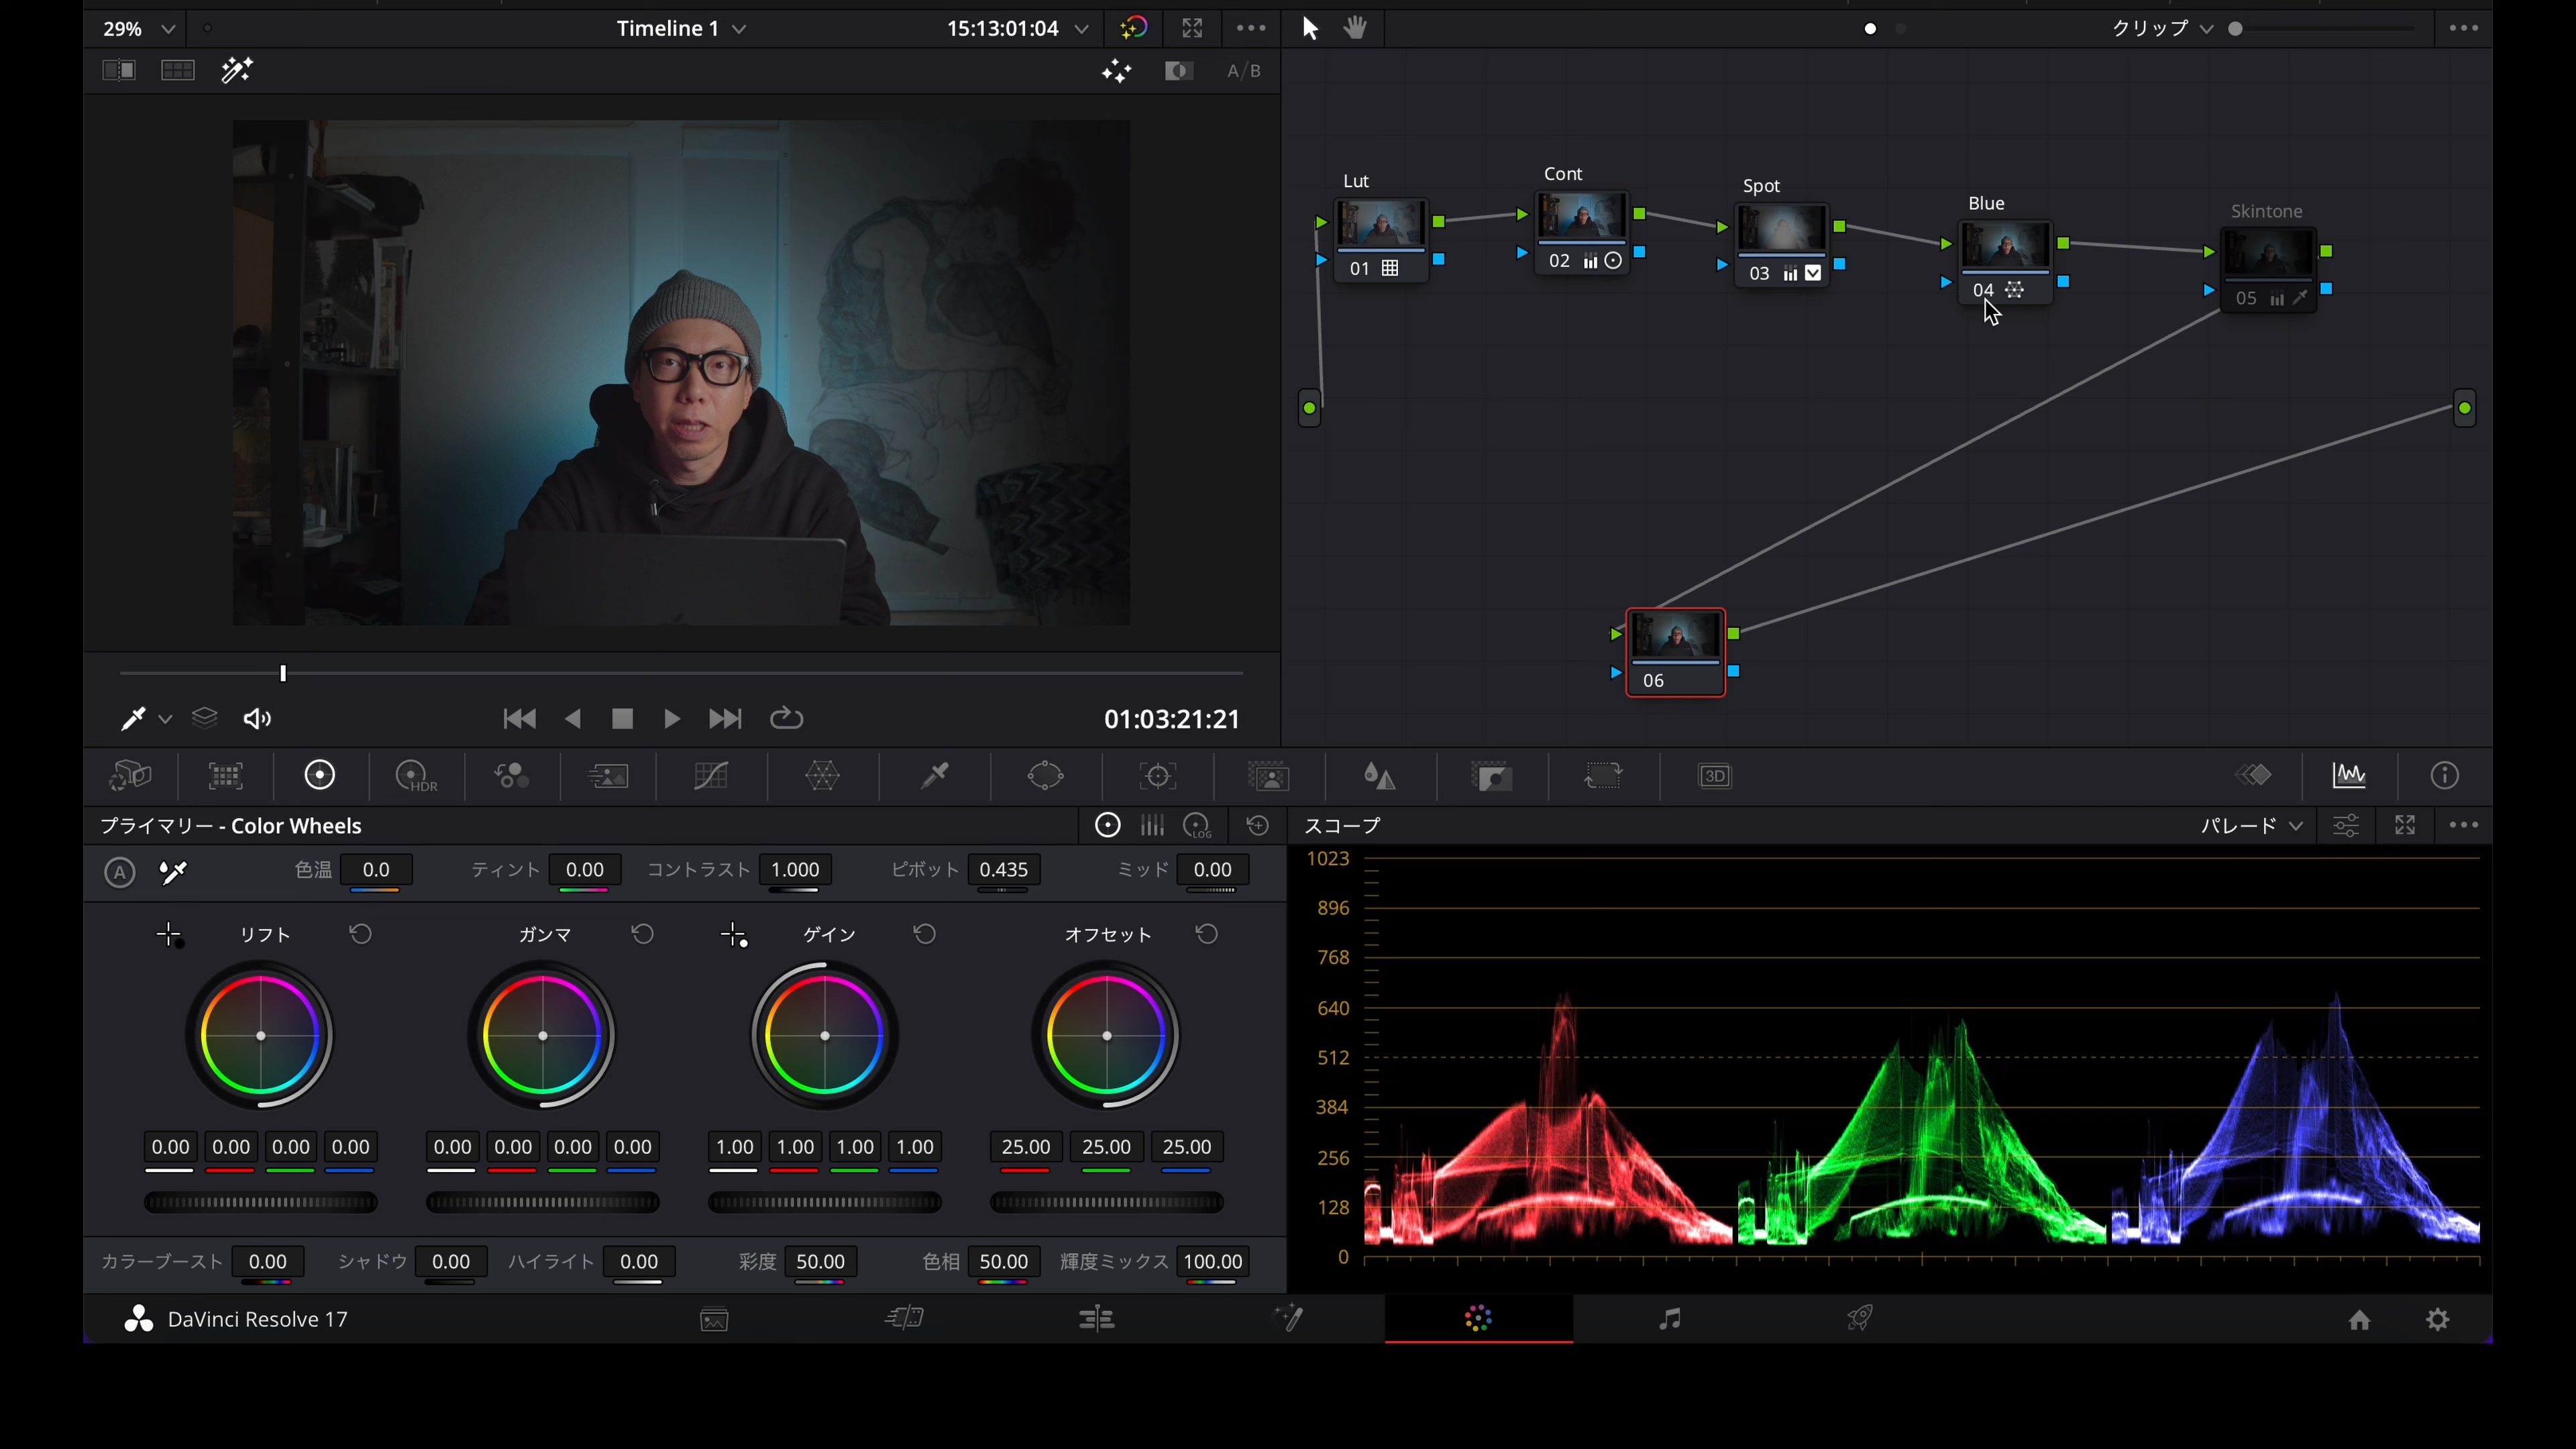 29%
Timeline 1
15:13:01:04
クリップ
A/B
Lut
Cont
Spot
Blue
Skintone
01
02
03
04
05
06
01:03:21:21
HDR
3D
プライマリー - Color Wheels
LOG
スコープ
パレード
A
色温 0.0
ティント 0.00
コントラスト 1.000
ピボット 0.435
ミッド 0.00
リフト
ガンマ
ゲイン
オフセット
0.00 0.00 0.00 0.00
0.00 0.00 0.00 0.00
1.00 1.00 1.00 1.00
25.00 25.00 25.00
カラーブースト 0.00
シャドウ 0.00
ハイライト 0.00
彩度 50.00
色相 50.00
輝度ミックス 100.00
1023
896
768
640
512
384
256
128
0
DaVinci Resolve 17